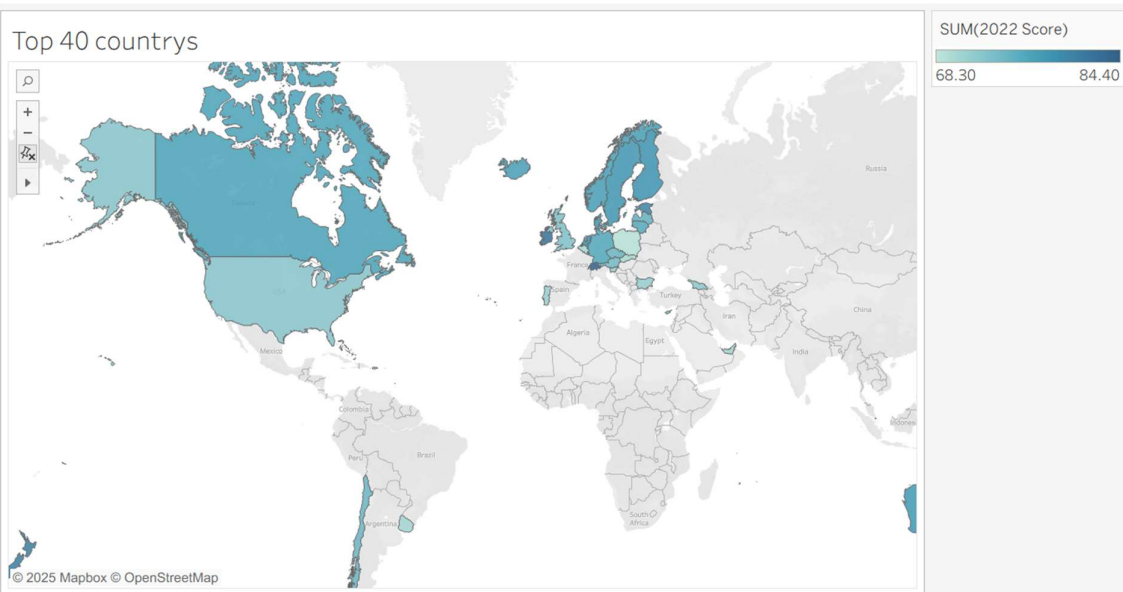 Top 40 countrys
SUM(2022 Score)
68.30 84.40
Russia
France
Spain
Turkey
Iran
China
Algeria
Egypt
India
Mexico
Colombia
Peru
Brazil
Argentina
South
Africa
© 2025 Mapbox © OpenStreetMap